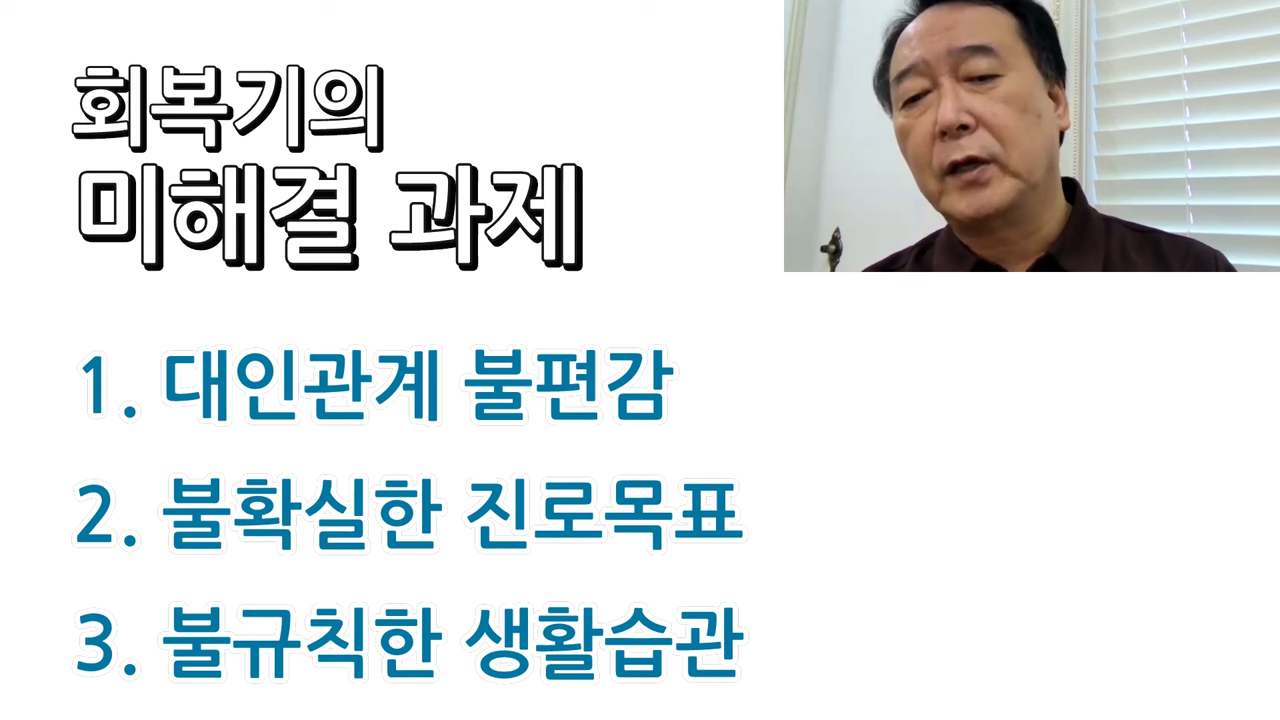 회복기의
미해결 과제
1. 대인관계 불편감
2. 불확실한 진로목표
3. 불규칙한 생활습관